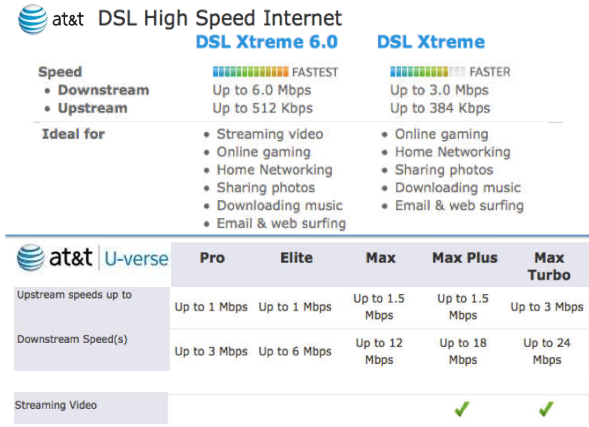 at&t DSL High Speed Internet
DSL Xtreme 6.0 DSL Xtreme
Speed FASTEST FASTER
• Downstream Up to 6.0 Mbps Up to 3.0 Mbps
• Upstream Up to 512 Kbps Up to 384 Kbps
Ideal for • Streaming video • Online gaming
• Online gaming • Home Networking
• Home Networking • Sharing photos
• Sharing photos • Downloading music
• Downloading music • Email & web surfing
• Email & web surfing
at&t U-verse Pro Elite Max Max Plus Max
Turbo
Upstream speeds up to Up to 1 Mbps Up to 1 Mbps Up to 1.5 Up to 1.5 Up to 3 Mbps
Mbps Mbps
Downstream Speed(s) Up to 3 Mbps Up to 6 Mbps Up to 12 Up to 18 Up to 24
Mbps Mbps Mbps
Streaming Video